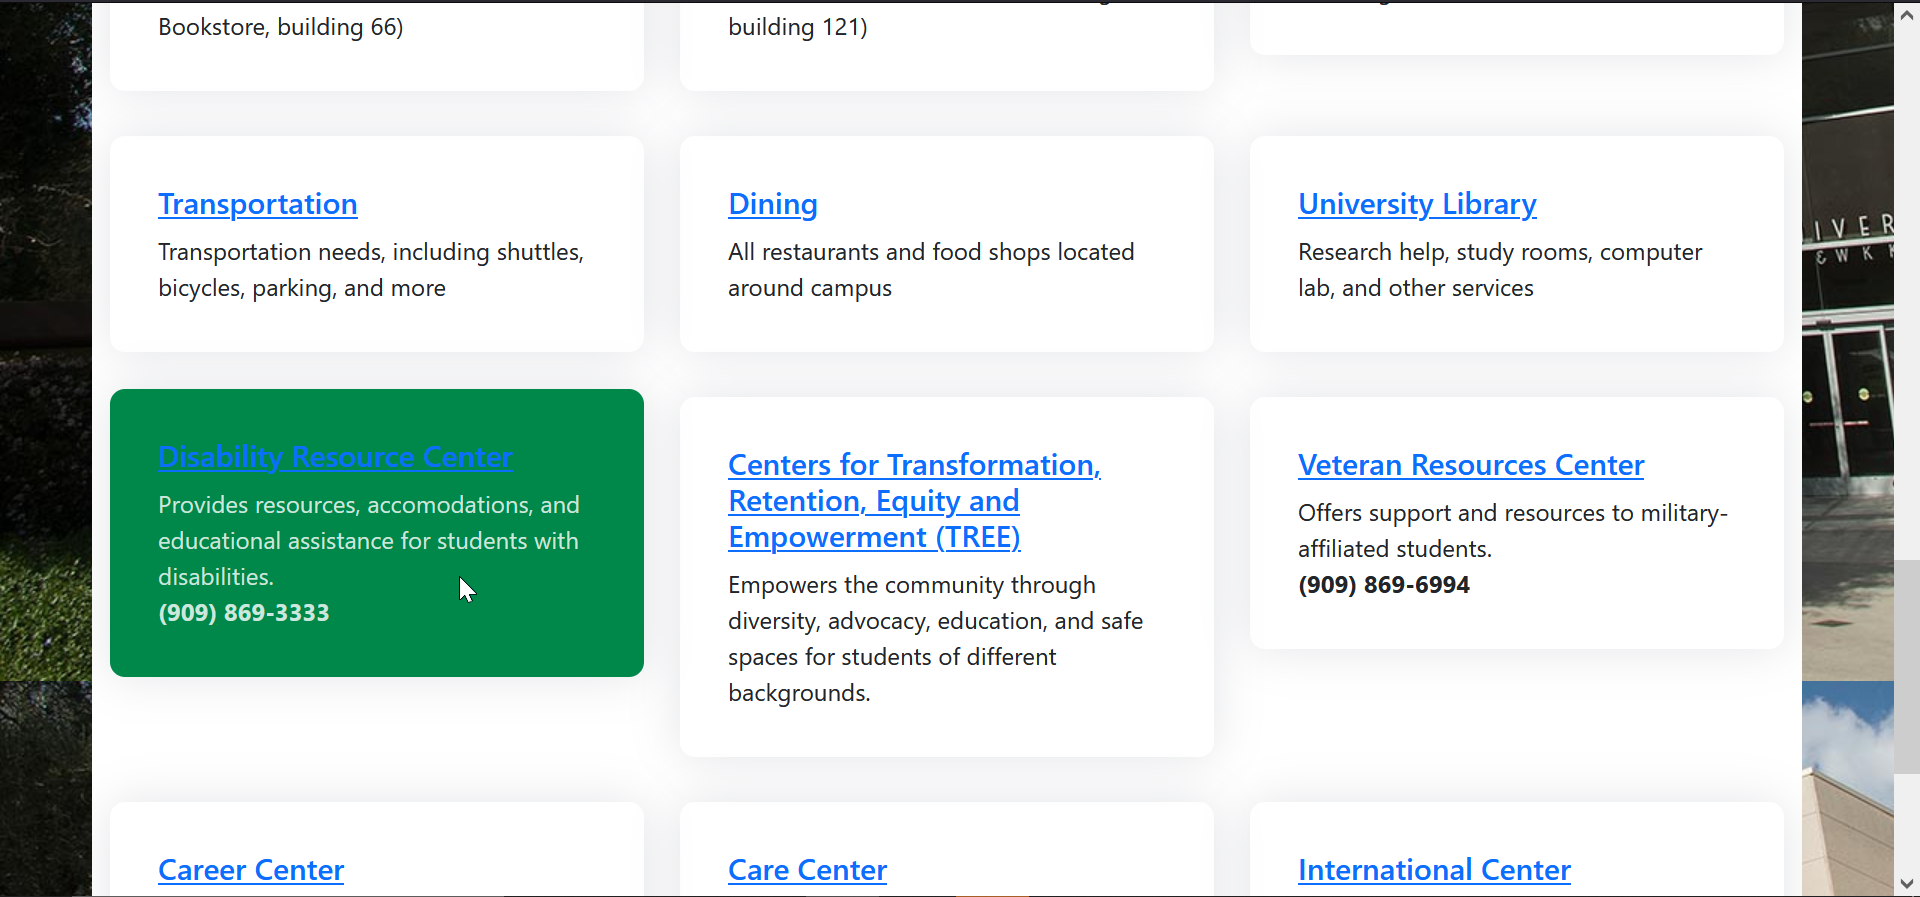 Bookstore, building 66)
building 121)
Transportation
Transportation needs, including shuttles,
bicycles, parking, and more
Dining
All restaurants and food shops located
around campus
University Library
Research help, study rooms, computer
lab, and other services
IVER
&WK
Disability Resource Center
Provides resources, accomodations, and
educational assistance for students with
disabilities.
(909) 869-3333
Centers for Transformation,
Retention, Equity and
Empowerment (TREE)
Empowers the community through
diversity, advocacy, education, and safe
spaces for students of different
backgrounds.
Veteran Resources Center
Offers support and resources to military-
affiliated students.
(909) 869-6994
Career Center
Care Center
International Center